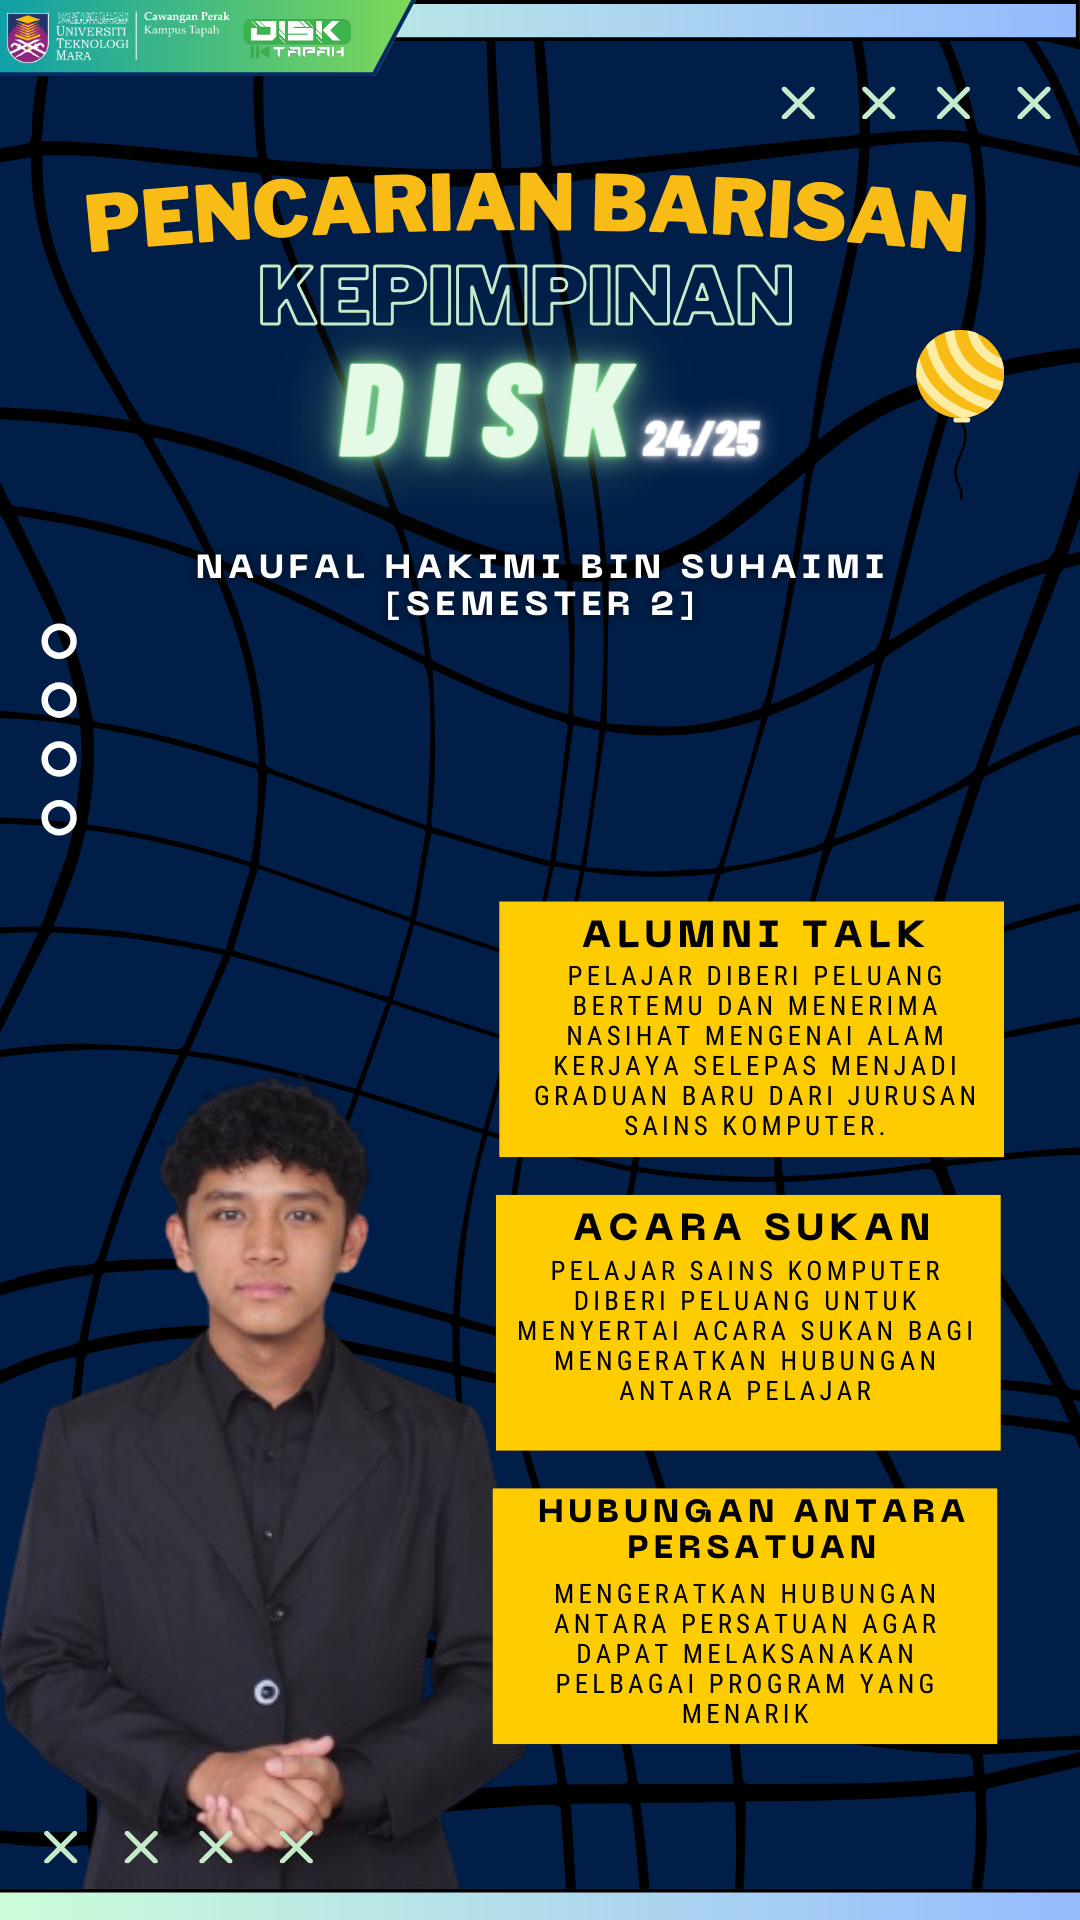 UNIVERSITI
TEKNOLOGI
MARA
Cawangan Perak
Kampus Tapah
DISK
TAPAH
PENCARIAN BARISAN
KEPIMPINAN
DISK 24/25
NAUFAL HAKIMI BIN SUHAIMI
[SEMESTER 2]
ALUMNI TALK
PELAJAR DIBERI PELUANG
BERTEMU DAN MENERIMA
NASIHAT MENGENAI ALAM
KERJAYA SELEPAS MENJADI
GRADUAN BARU DARI JURUSAN
SAINS KOMPUTER.
ACARA SUKAN
PELAJAR SAINS KOMPUTER
DIBERI PELUANG UNTUK
MENYERTAI ACARA SUKAN BAGI
MENGERATKAN HUBUNGAN
ANTARA PELAJAR
HUBUNGAN ANTARA
PERSATUAN
MENGERATKAN HUBUNGAN
ANTARA PERSATUAN AGAR
DAPAT MELAKSANAKAN
PELBAGAI PROGRAM YANG
MENARIK